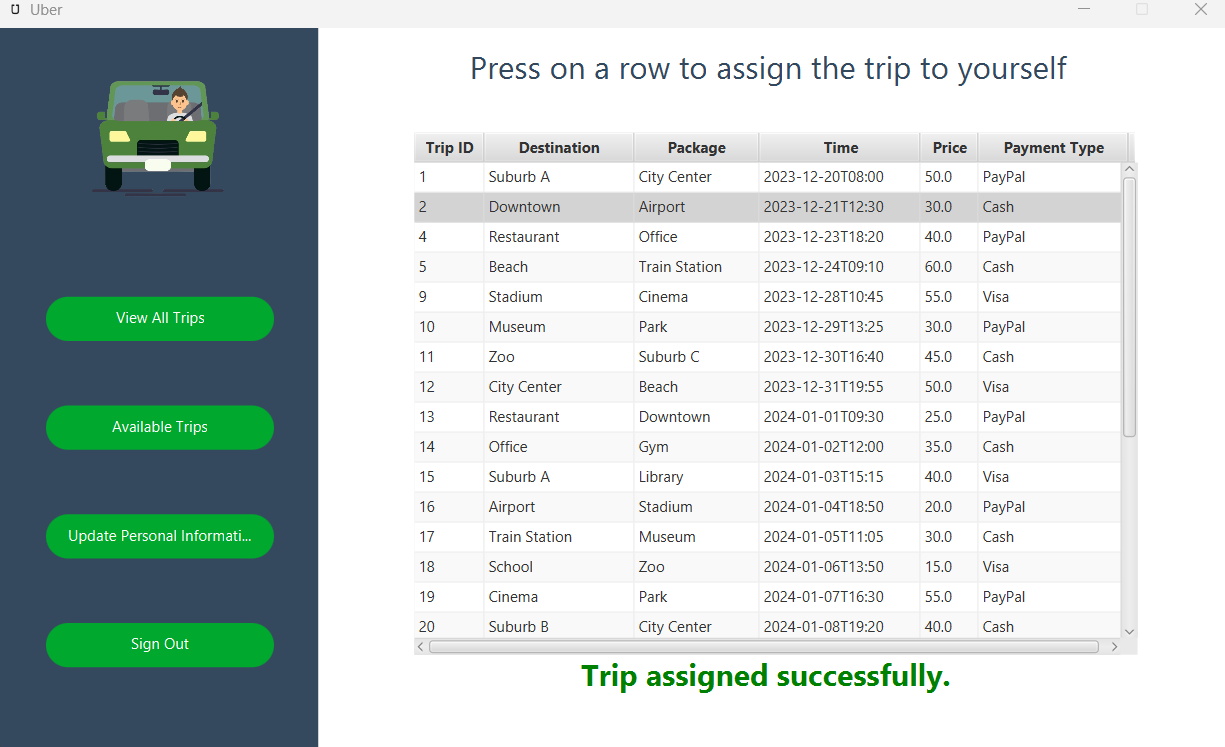 Uber
Press on a row to assign the trip to yourself
View All Trips
Available Trips
Update Personal Informati...
Sign Out
Trip ID Destination Package Time Price Payment Type
1 Suburb A City Center 2023-12-20T08:00 50.0 PayPal
2 Downtown Airport 2023-12-21T12:30 30.0 Cash
4 Restaurant Office 2023-12-23T18:20 40.0 PayPal
5 Beach Train Station 2023-12-24T09:10 60.0 Cash
9 Stadium Cinema 2023-12-28T10:45 55.0 Visa
10 Museum Park 2023-12-29T13:25 30.0 PayPal
11 Zoo Suburb C 2023-12-30T16:40 45.0 Cash
12 City Center Beach 2023-12-31T19:55 50.0 Visa
13 Restaurant Downtown 2024-01-01T09:30 25.0 PayPal
14 Office Gym 2024-01-02T12:00 35.0 Cash
15 Suburb A Library 2024-01-03T15:15 40.0 Visa
16 Airport Stadium 2024-01-04T18:50 20.0 PayPal
17 Train Station Museum 2024-01-05T11:05 30.0 Cash
18 School Zoo 2024-01-06T13:50 15.0 Visa
19 Cinema Park 2024-01-07T16:30 55.0 PayPal
20 Suburb B City Center 2024-01-08T19:20 40.0 Cash
Trip assigned successfully.